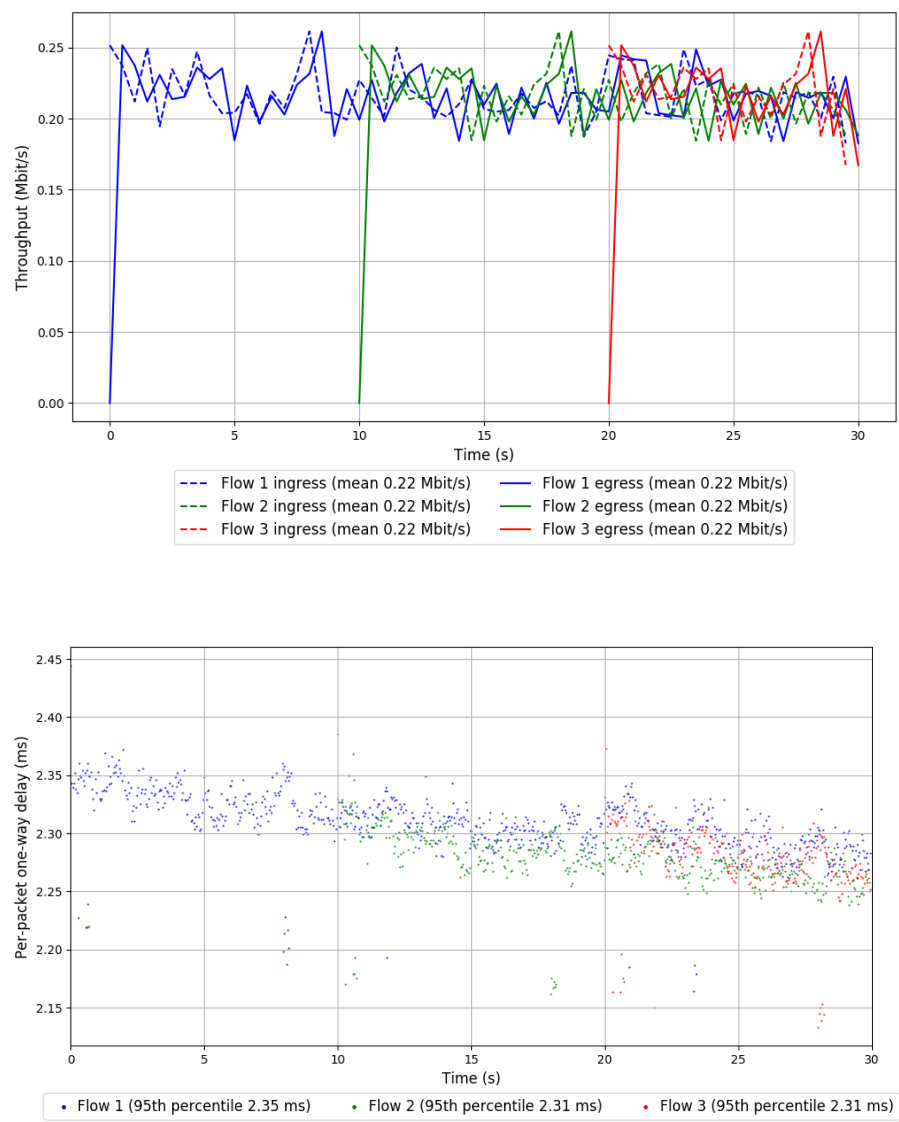 Throughput (Mbit/s)
0.25
0.20
0.15
0.10
0.05
0.00
0 5 10 15 20 25 30
Time (s)
Flow 1 ingress (mean 0.22 Mbit/s) Flow 1 egress (mean 0.22 Mbit/s)
Flow 2 ingress (mean 0.22 Mbit/s) Flow 2 egress (mean 0.22 Mbit/s)
Flow 3 ingress (mean 0.22 Mbit/s) Flow 3 egress (mean 0.22 Mbit/s)
Per-packet one-way delay (ms)
2.45
2.40
2.35
2.30
2.25
2.20
2.15
0 5 10 15 20 25 30
Time (s)
Flow 1 (95th percentile 2.35 ms) Flow 2 (95th percentile 2.31 ms) Flow 3 (95th percentile 2.31 ms)